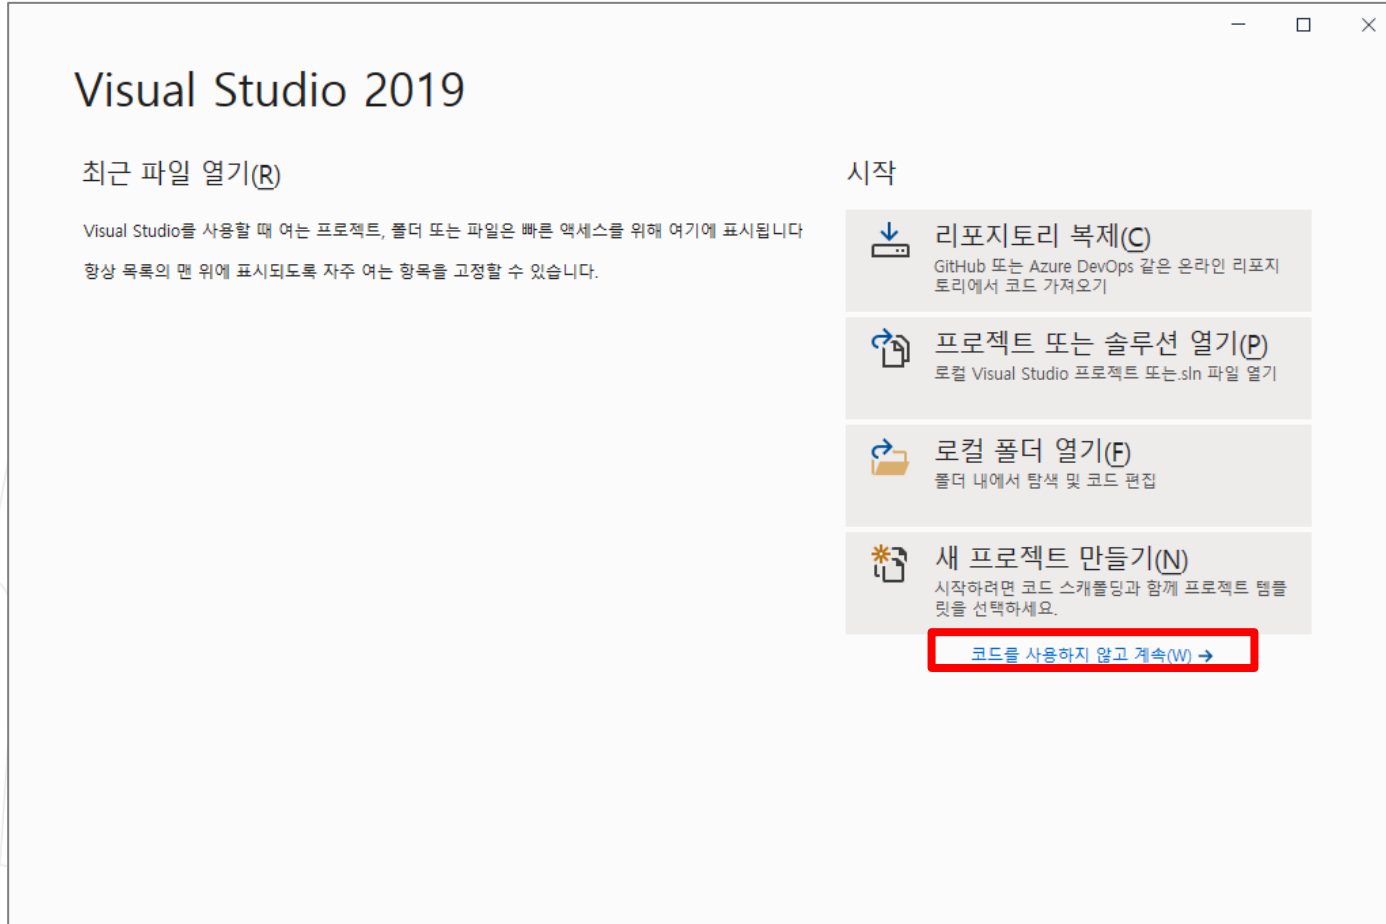 Visual Studio 2019
최근 파일 열기(R)
Visual Studio를 사용할 때 여는 프로젝트, 폴더 또는 파일은 빠른 액세스를 위해 여기에 표시됩니다
항상 목록의 맨 위에 표시되도록 자주 여는 항목을 고정할 수 있습니다.
시작
리포지토리 복제(C)
GitHub 또는 Azure DevOps 같은 온라인 리포지
토리에서 코드 가져오기
프로젝트 또는 솔루션 열기(P)
로컬 Visual Studio 프로젝트 또는.sln 파일 열기
로컬 폴더 열기(F)
폴더 내에서 탐색 및 코드 편집
새 프로젝트 만들기(N)
시작하려면 코드 스캐폴딩과 함께 프로젝트 템플
릿을 선택하세요.
코드를 사용하지 않고 계속(W) →